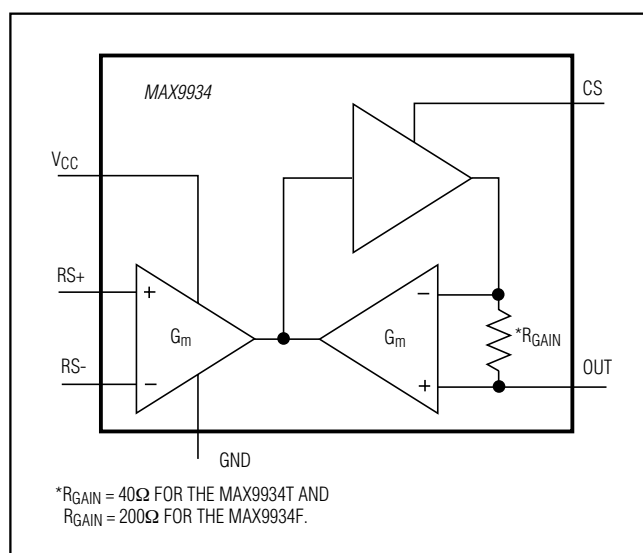 MAX9934
CS
VCC
RS+
+
Gm
RS-
−
−
Gm
+
*RGAIN
OUT
GND
*RGAIN = 40Ω FOR THE MAX9934T AND
RGAIN = 200Ω FOR THE MAX9934F.